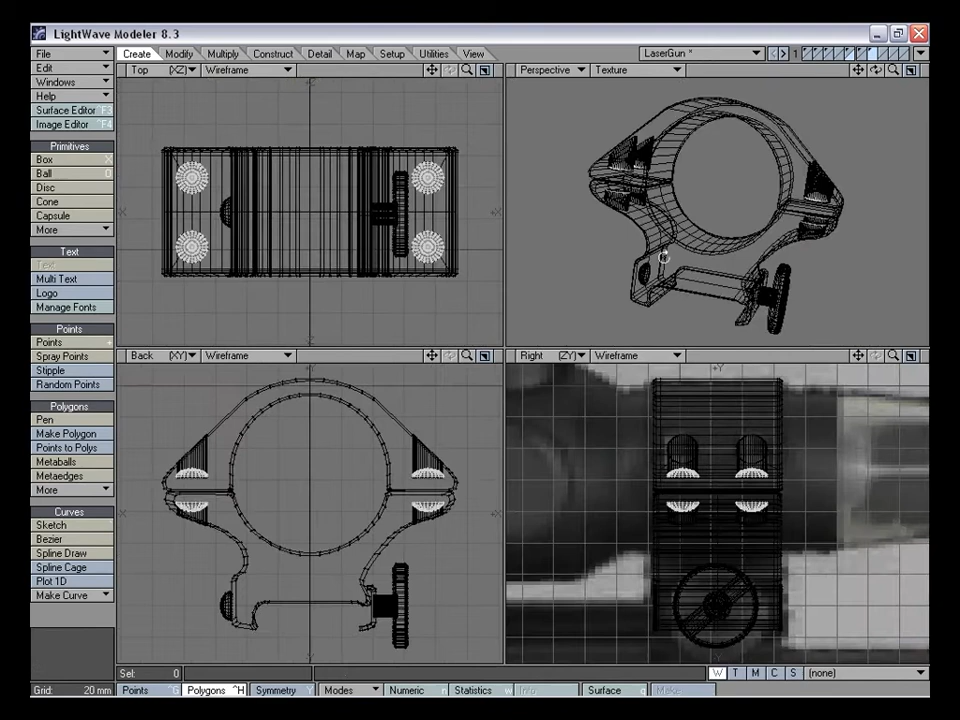 LightWave Modeler 8.3
File
Edit
Windows
Help
Surface Editor F3
Image Editor F4
Primitives
Box X
Ball O
Disc
Cone
Capsule
More
Text
Text
Multi Text
Logo
Manage Fonts
Points
Points +
Spray Points
Stipple
Random Points
Polygons
Pen
Make Polygon
Points to Polys
Metaballs
Metaedges
More
Curves
Sketch
Bezier
Spline Draw
Spline Cage
Plot 1D
Make Curve
Create Modify Multiply Construct Detail Map Setup Utilities View
LaserGun * 1
Top (XZ) Wireframe
Perspective Texture
Back (XY) Wireframe
Right (ZY) Wireframe
Sel: 0
W T M C S (none)
Grid: 20 mm
Points ^G Polygons ^H Symmetry Y Modes Numeric n Statistics w Info Surface q Make